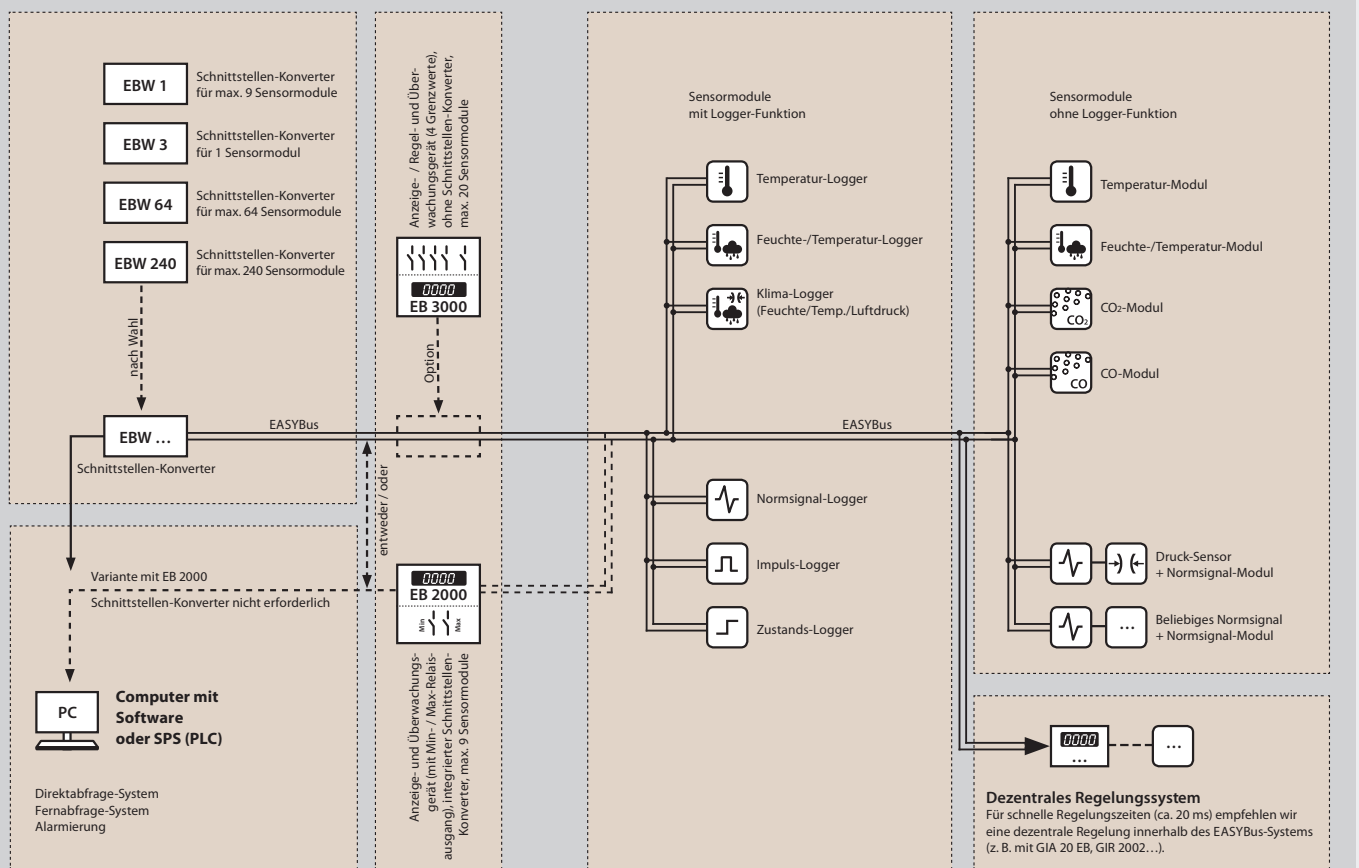 EBW 1
Schnittstellen-Konverter
für max. 9 Sensormodule
EBW 3
Schnittstellen-Konverter
für 1 Sensormodul
EBW 64
Schnittstellen-Konverter
für max. 64 Sensormodule
EBW 240
Schnittstellen-Konverter
für max. 240 Sensormodule
nach Wahl
EBW ...
Schnittstellen-Konverter
EASYBus
Anzeige- / Regel- und Über-
wachungsgerät (4 Grenzwerte),
ohne Schnittstellen-Konverter,
max. 20 Sensormodule
0000
EB 3000
Option
entweder / oder
Variante mit EB 2000
Schnittstellen-Konverter nicht erforderlich
0000
EB 2000
Min
Max
Anzeige- und Überwachungs-
gerät (mit Min- / Max-Relais-
ausgang), integrierter Schnittstellen-
Konverter, max. 9 Sensormodule
PC
Computer mit
Software
oder SPS (PLC)
Direktabfrage-System
Fernabfrage-System
Alarmierung
Sensormodule
mit Logger-Funktion
Temperatur-Logger
Feuchte-/Temperatur-Logger
Klima-Logger
(Feuchte/Temp./Luftdruck)
EASYBus
Normsignal-Logger
Impuls-Logger
Zustands-Logger
Sensormodule
ohne Logger-Funktion
Temperatur-Modul
Feuchte-/Temperatur-Modul
CO₂
CO₂-Modul
CO
CO-Modul
Druck-Sensor
+ Normsignal-Modul
...
Beliebiges Normsignal
+ Normsignal-Modul
0000
...
...
Dezentrales Regelungssystem
Für schnelle Regelungszeiten (ca. 20 ms) empfehlen wir
eine dezentrale Regelung innerhalb des EASYBus-Systems
(z. B. mit GIA 20 EB, GIR 2002…).